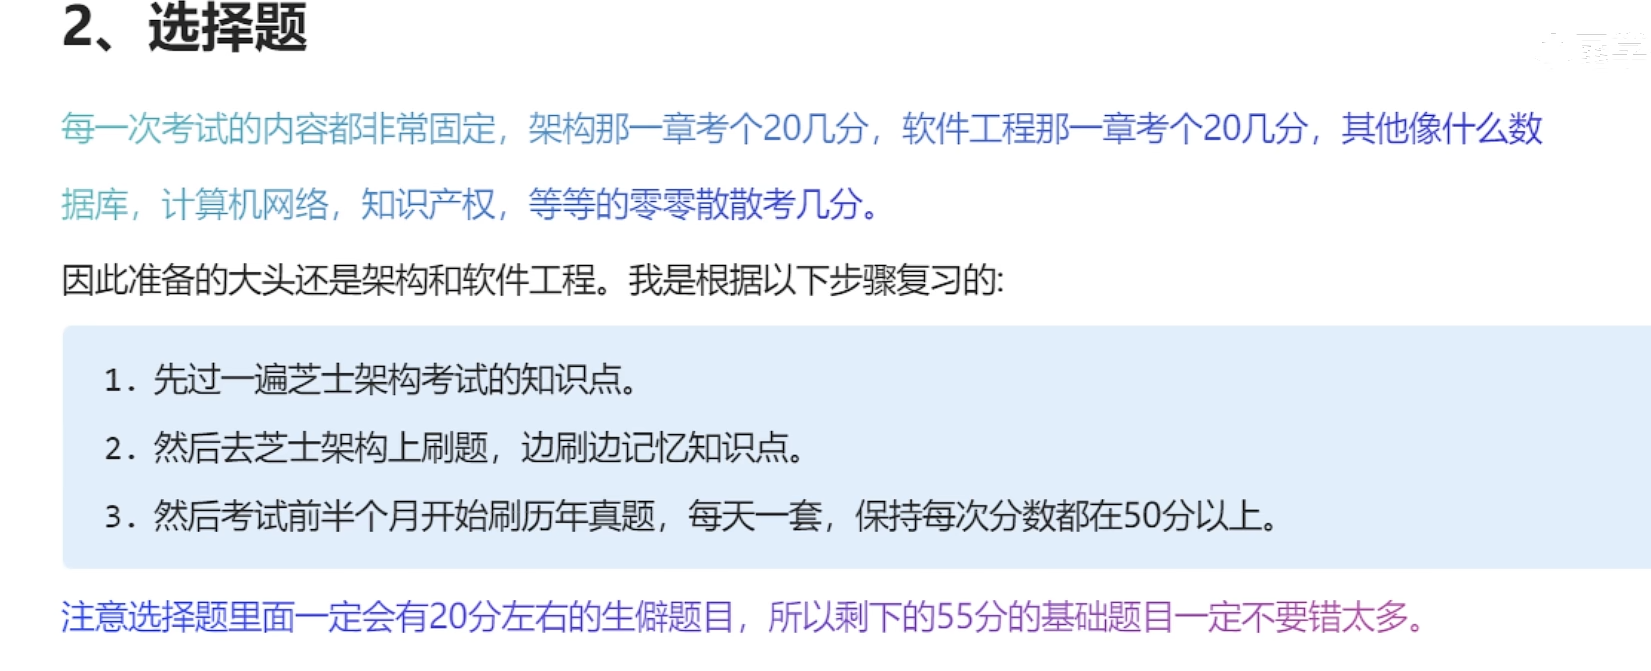 2、选择题
每一次考试的内容都非常固定，架构那一章考个20几分，软件工程那一章考个20几分，其他像什么数
据库，计算机网络，知识产权，等等的零零散散考几分。
因此准备的大头还是架构和软件工程。我是根据以下步骤复习的:
1. 先过一遍芝士架构考试的知识点。
2. 然后去芝士架构上刷题，边刷边记忆知识点。
3. 然后考试前半个月开始刷历年真题，每天一套，保持每次分数都在50分以上。
注意选择题里面一定会有20分左右的生僻题目，所以剩下的55分的基础题目一定不要错太多。